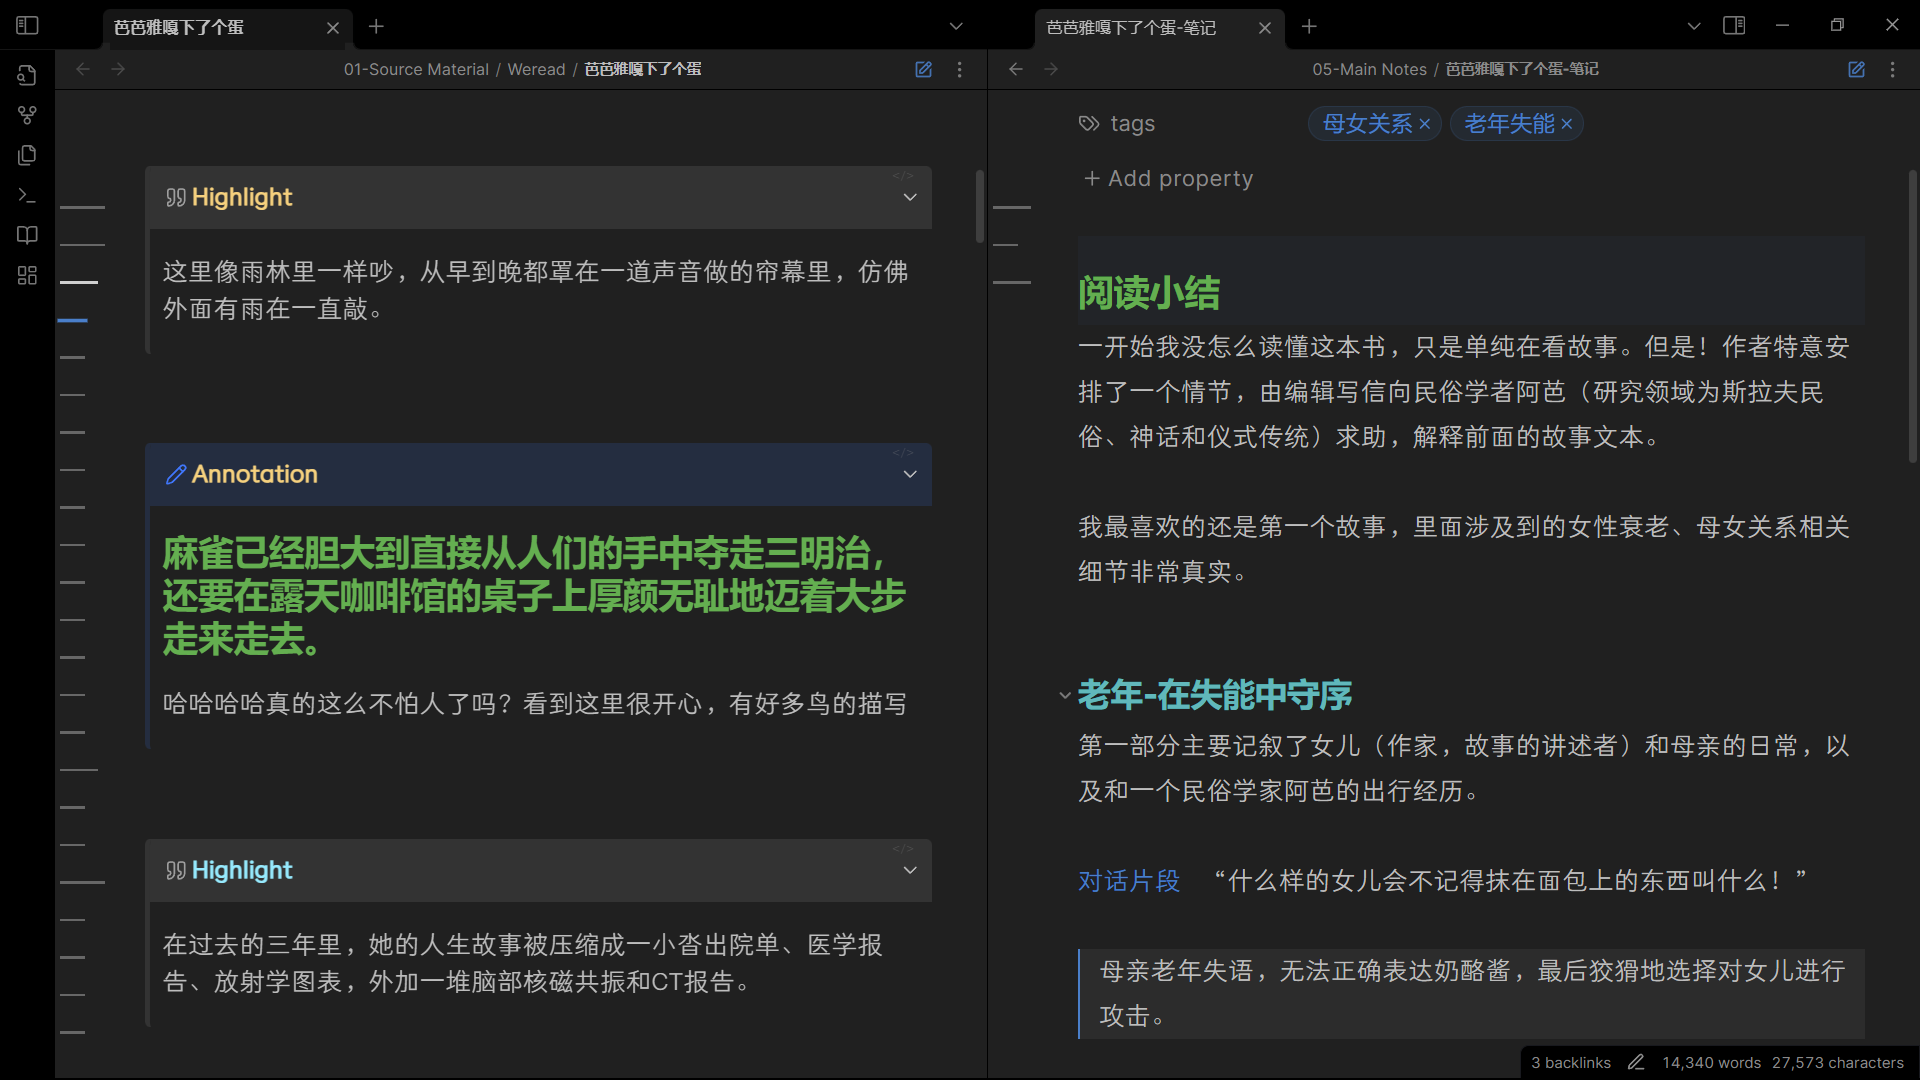 芭芭雅嘎下了个蛋
芭芭雅嘎下了个蛋-笔记
01-Source Material / Weread / 芭芭雅嘎下了个蛋
Highlight
</>
这里像雨林里一样吵，从早到晚都罩在一道声音做的帘幕里，仿佛
外面有雨在一直敲。
Annotation
</>
麻雀已经胆大到直接从人们的手中夺走三明治，
还要在露天咖啡馆的桌子上厚颜无耻地迈着大步
走来走去。
哈哈哈哈真的这么不怕人了吗？看到这里很开心，有好多鸟的描写
Highlight
</>
在过去的三年里，她的人生故事被压缩成一小沓出院单、医学报
告、放射学图表，外加一堆脑部核磁共振和CT报告。
05-Main Notes / 芭芭雅嘎下了个蛋-笔记
tags 母女关系 × 老年失能 ×
+ Add property
阅读小结
一开始我没怎么读懂这本书，只是单纯在看故事。但是！作者特意安
排了一个情节，由编辑写信向民俗学者阿芭（研究领域为斯拉夫民
俗、神话和仪式传统）求助，解释前面的故事文本。
我最喜欢的还是第一个故事，里面涉及到的女性衰老、母女关系相关
细节非常真实。
老年-在失能中守序
第一部分主要记叙了女儿（作家，故事的讲述者）和母亲的日常，以
及和一个民俗学家阿芭的出行经历。
对话片段 “什么样的女儿会不记得抹在面包上的东西叫什么！”
母亲老年失语，无法正确表达奶酪酱，最后狡猾地选择对女儿进行
攻击。
3 backlinks 14,340 words 27,573 characters